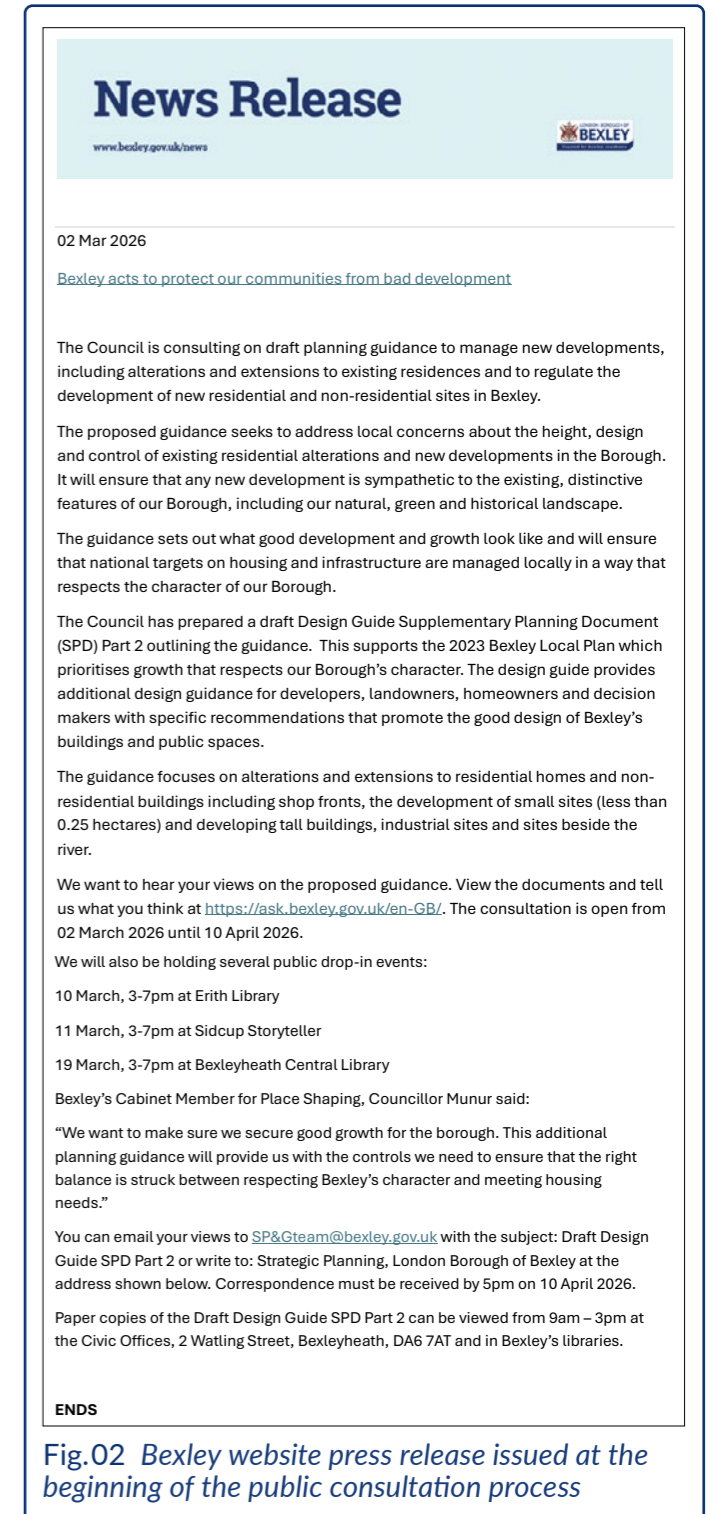 News Release
www.bexley.gov.uk/news
LONDON BOROUGH OF
BEXLEY
02 Mar 2026
Bexley acts to protect our communities from bad development
The Council is consulting on draft planning guidance to manage new developments,
including alterations and extensions to existing residences and to regulate the
development of new residential and non-residential sites in Bexley.
The proposed guidance seeks to address local concerns about the height, design
and control of existing residential alterations and new developments in the Borough.
It will ensure that any new development is sympathetic to the existing, distinctive
features of our Borough, including our natural, green and historical landscape.
The guidance sets out what good development and growth look like and will ensure
that national targets on housing and infrastructure are managed locally in a way that
respects the character of our Borough.
The Council has prepared a draft Design Guide Supplementary Planning Document
(SPD) Part 2 outlining the guidance.  This supports the 2023 Bexley Local Plan which
prioritises growth that respects our Borough’s character. The design guide provides
additional design guidance for developers, landowners, homeowners and decision
makers with specific recommendations that promote the good design of Bexley’s
buildings and public spaces.
The guidance focuses on alterations and extensions to residential homes and non-
residential buildings including shop fronts, the development of small sites (less than
0.25 hectares) and developing tall buildings, industrial sites and sites beside the
river.
We want to hear your views on the proposed guidance. View the documents and tell
us what you think at https://ask.bexley.gov.uk/en-GB/. The consultation is open from
02 March 2026 until 10 April 2026.
We will also be holding several public drop-in events:
10 March, 3-7pm at Erith Library
11 March, 3-7pm at Sidcup Storyteller
19 March, 3-7pm at Bexleyheath Central Library
Bexley’s Cabinet Member for Place Shaping, Councillor Munur said:
“We want to make sure we secure good growth for the borough. This additional
planning guidance will provide us with the controls we need to ensure that the right
balance is struck between respecting Bexley’s character and meeting housing
needs.”
You can email your views to SP&Gteam@bexley.gov.uk with the subject: Draft Design
Guide SPD Part 2 or write to: Strategic Planning, London Borough of Bexley at the
address shown below. Correspondence must be received by 5pm on 10 April 2026.
Paper copies of the Draft Design Guide SPD Part 2 can be viewed from 9am – 3pm at
the Civic Offices, 2 Watling Street, Bexleyheath, DA6 7AT and in Bexley’s libraries.
ENDS
Fig.02  Bexley website press release issued at the
beginning of the public consultation process